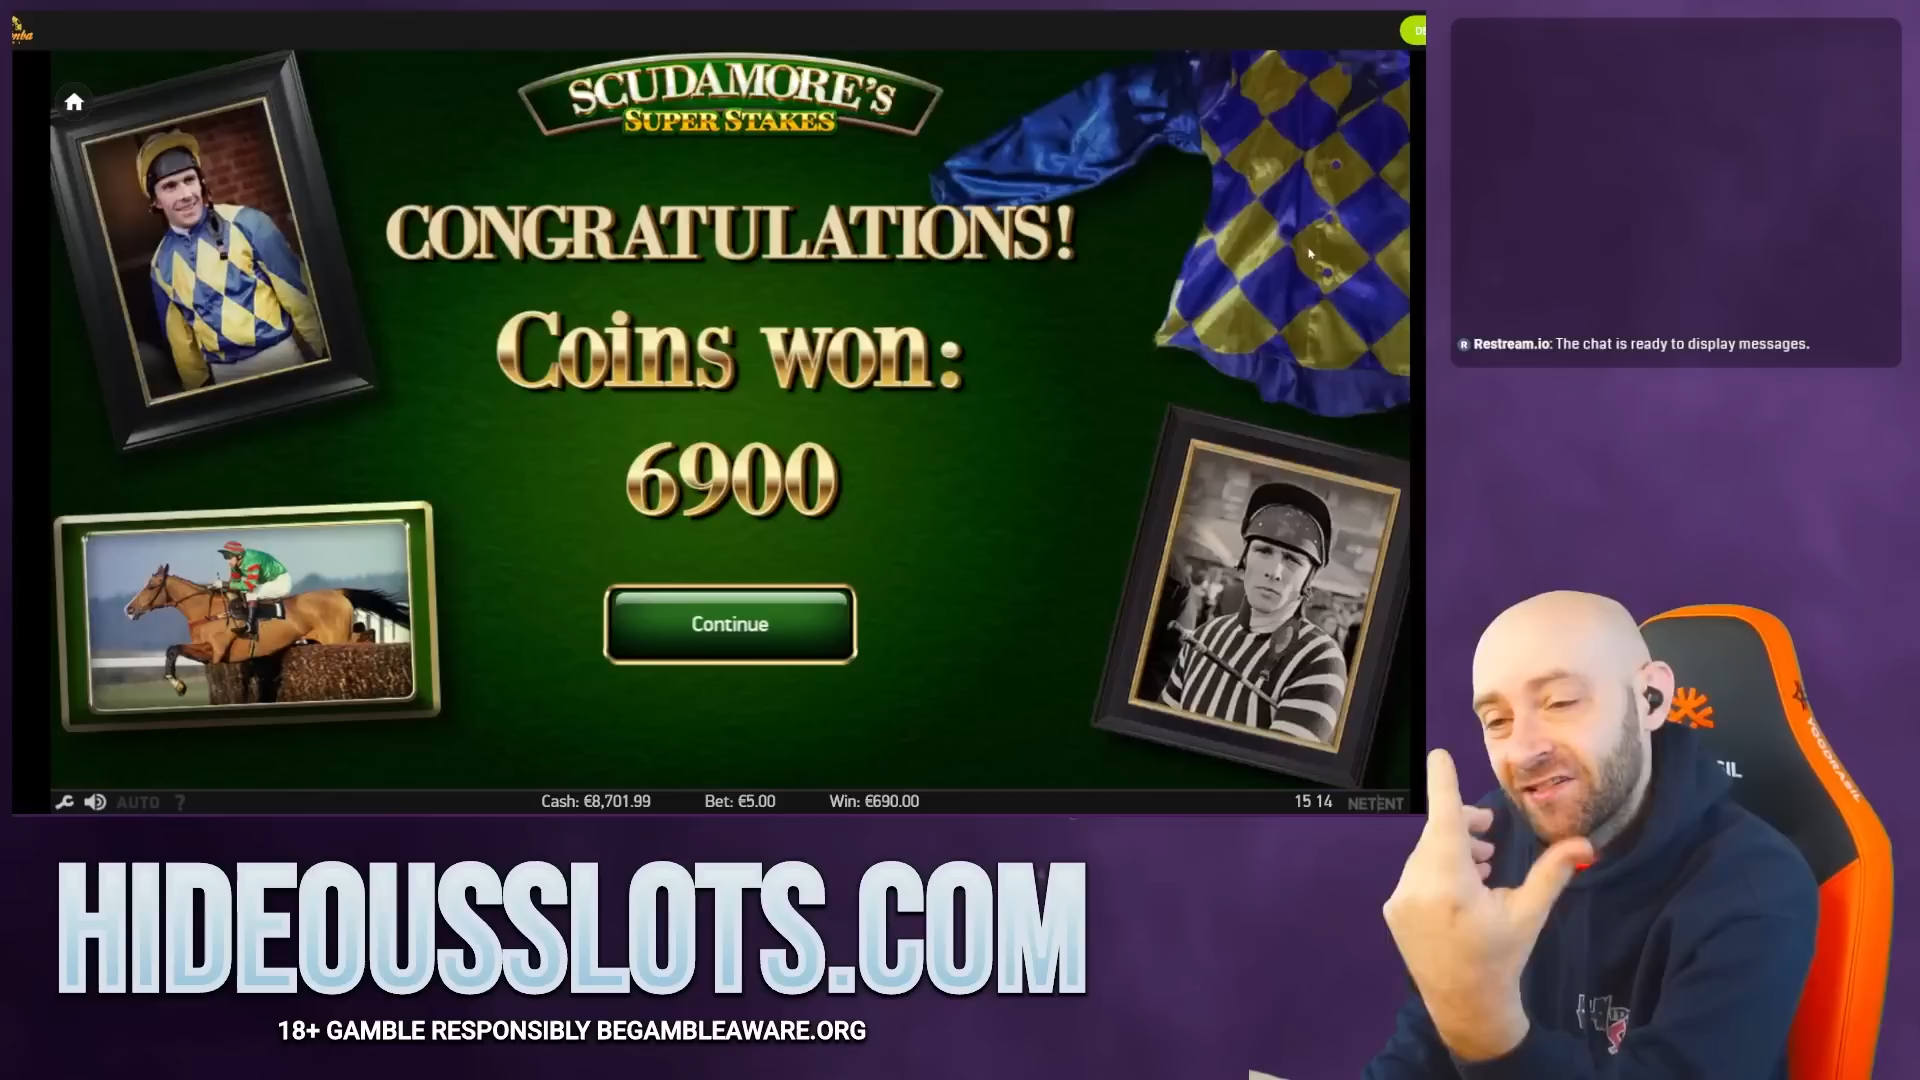 SCUDAMORE'S
SUPER STAKES
CONGRATULATIONS!
Coins won:
6900
Continue
AUTO ?
Cash: €8,701.99
Bet: €5.00
Win: €690.00
15 14
NETENT
Restream.io: The chat is ready to display messages.
HIDEOUSSLOTS.COM
18+ GAMBLE RESPONSIBLY BEGAMBLEAWARE.ORG